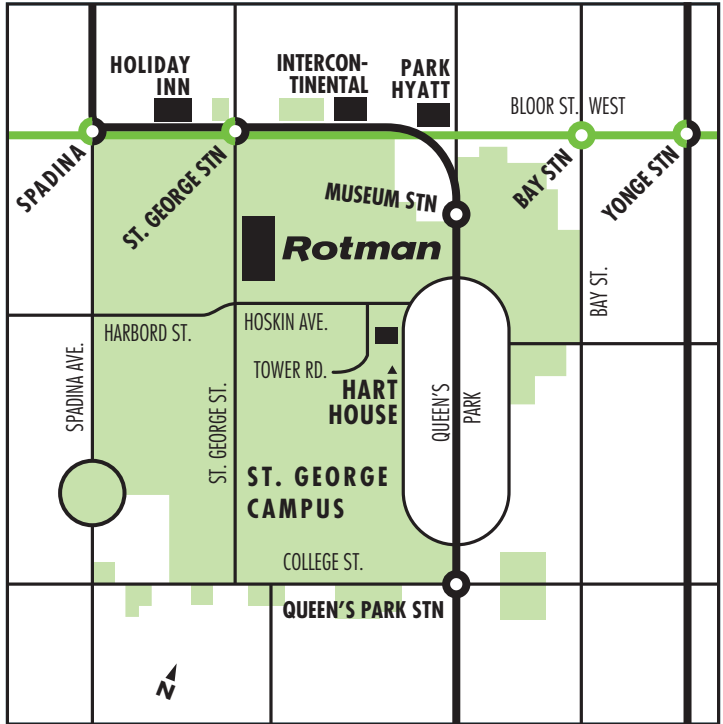 HOLIDAY
INN
INTERCON-
TINENTAL
PARK
HYATT
BLOOR ST. WEST
SPADINA
ST. GEORGE STN
MUSEUM STN
BAY STN
YONGE STN
Rotman
BAY ST.
HARBORD ST.
HOSKIN AVE.
TOWER RD.
HART
HOUSE
SPADINA AVE.
ST. GEORGE ST.
QUEEN'S
PARK
ST. GEORGE
CAMPUS
COLLEGE ST.
QUEEN'S PARK STN
N